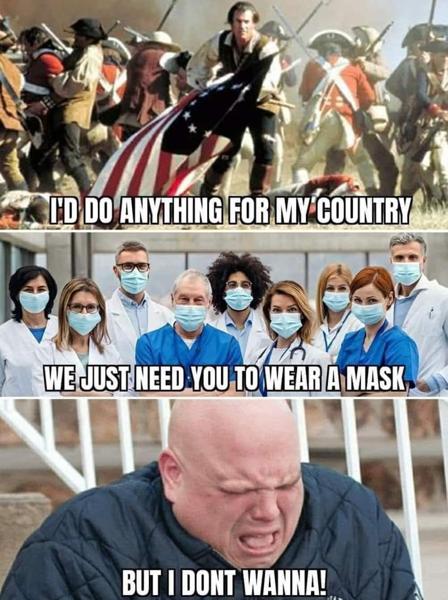 I'D DO ANYTHING FOR MY COUNTRY
WE JUST NEED YOU TO WEAR A MASK
BUT I DONT WANNA!